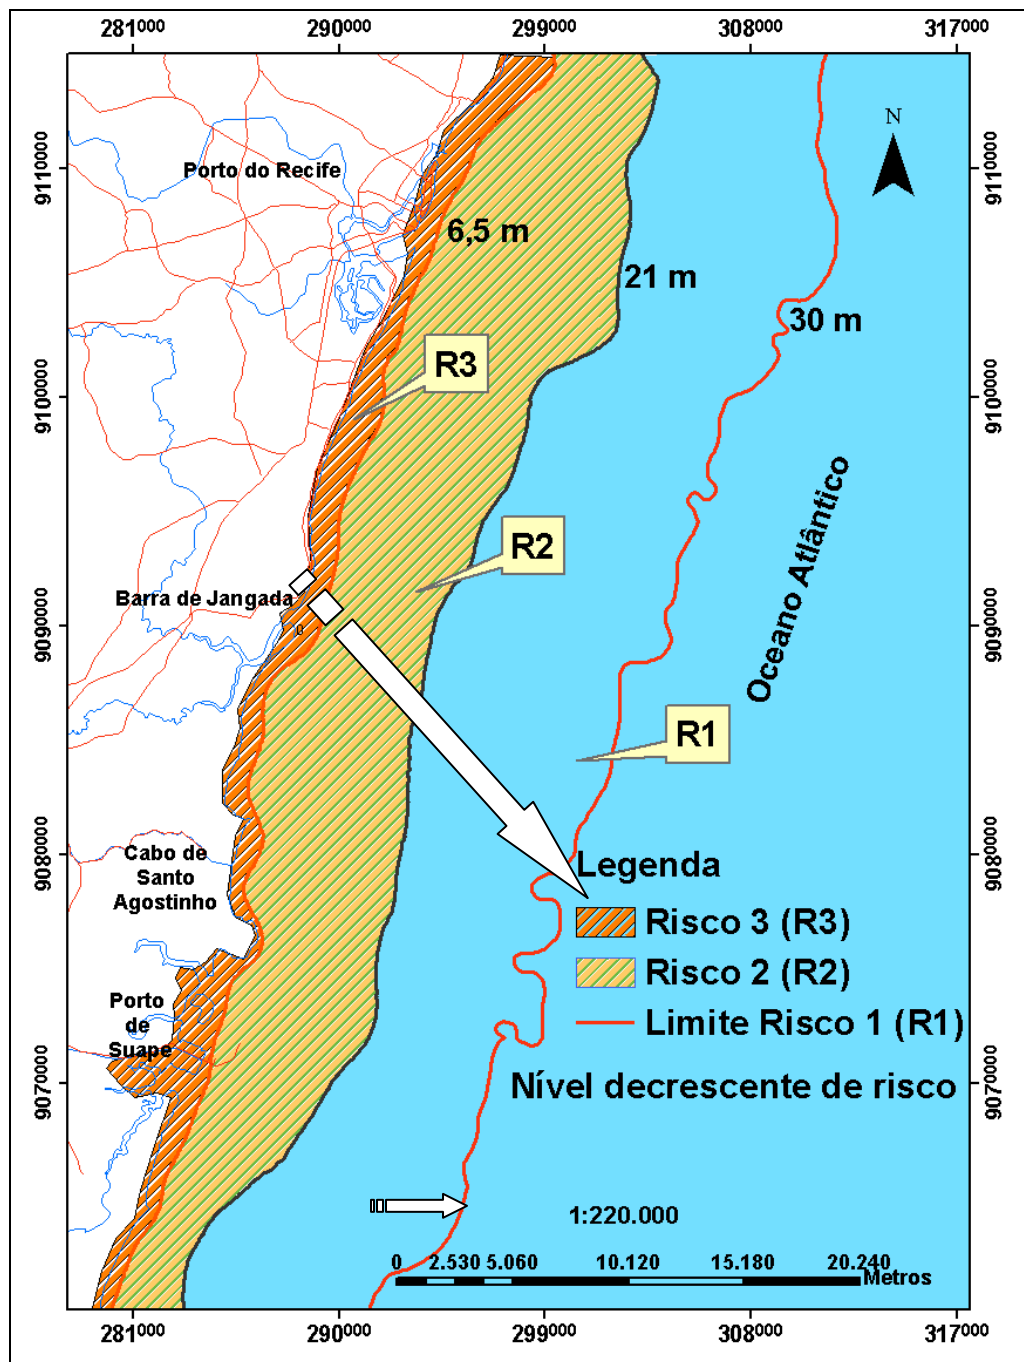 281000 290000 299000 308000 317000
N
9110000
9110000
Porto do Recife
6,5 m
21 m
30 m
R3
9100000
9100000
Oceano Atlântico
R2
Barra de Jangada
0
9090000
9090000
R1
9080000
9080000
Cabo de
Santo
Agostinho
Legenda
Risco 3 (R3)
Risco 2 (R2)
Limite Risco 1 (R1)
Porto
de
Suape
9070000
9070000
Nível decrescente de risco
1:220.000
0 2.530 5.060 10.120 15.180 20.240
Metros
281000 290000 299000 308000 317000